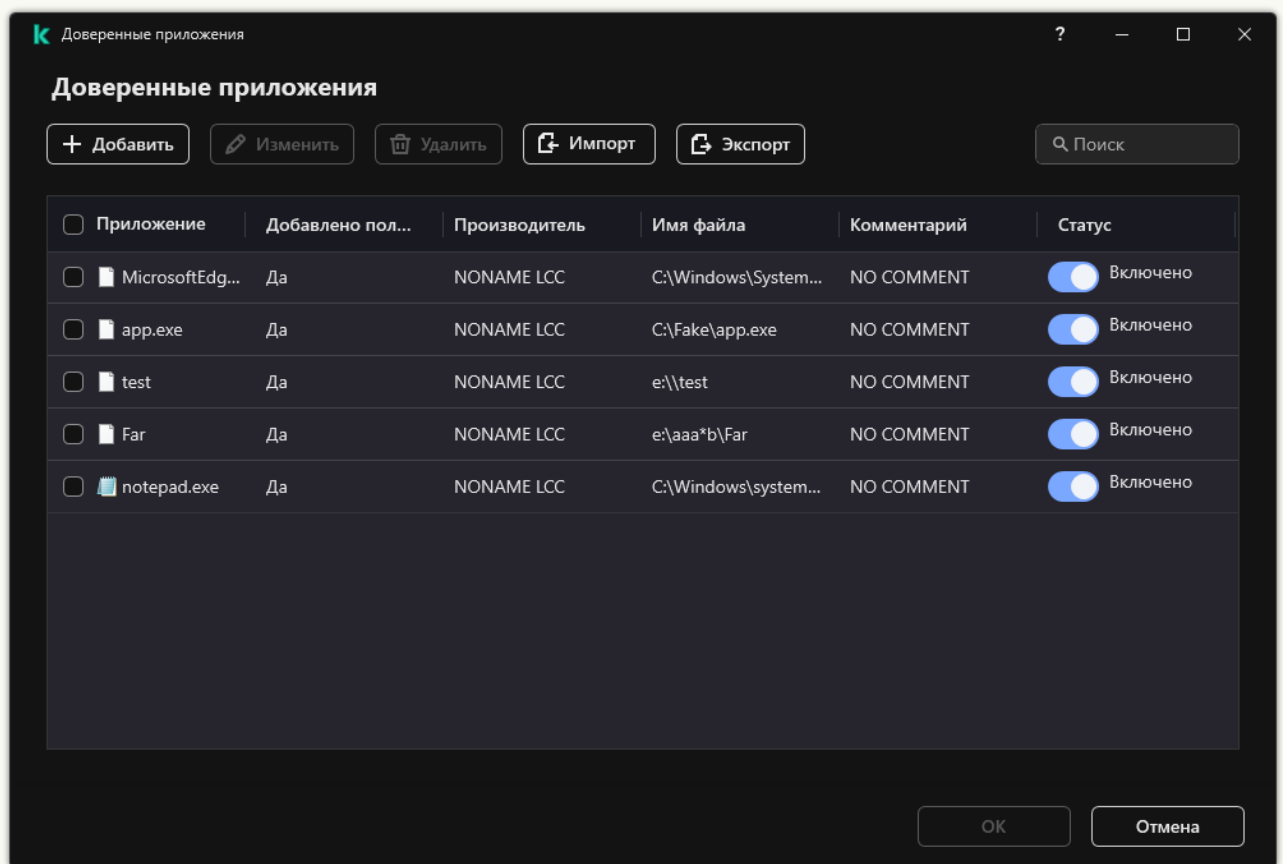 Доверенные приложения ?
Доверенные приложения
Добавить Изменить Удалить Импорт Экспорт Поиск
Приложение Добавлено пол... Производитель Имя файла Комментарий Статус
MicrosoftEdg... Да NONAME LCC C:\Windows\System... NO COMMENT Включено
app.exe Да NONAME LCC C:\Fake\app.exe NO COMMENT Включено
test Да NONAME LCC e:\\test NO COMMENT Включено
Far Да NONAME LCC e:\aaa*b\Far NO COMMENT Включено
notepad.exe Да NONAME LCC C:\Windows\system... NO COMMENT Включено
ОК Отмена